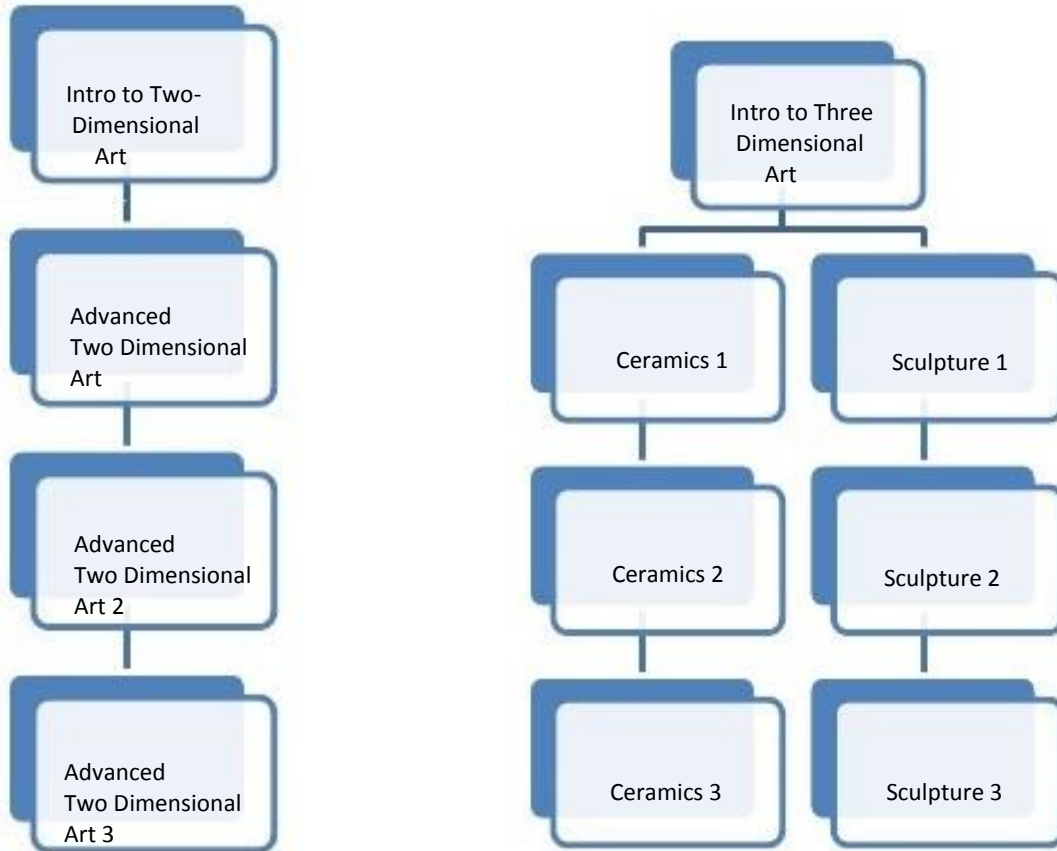 Intro to Two-
Dimensional
Art
Advanced
Two Dimensional
Art
Advanced
Two Dimensional
Art 2
Advanced
Two Dimensional
Art 3
Intro to Three
Dimensional
Art
Ceramics 1
Sculpture 1
Ceramics 2
Sculpture 2
Ceramics 3
Sculpture 3